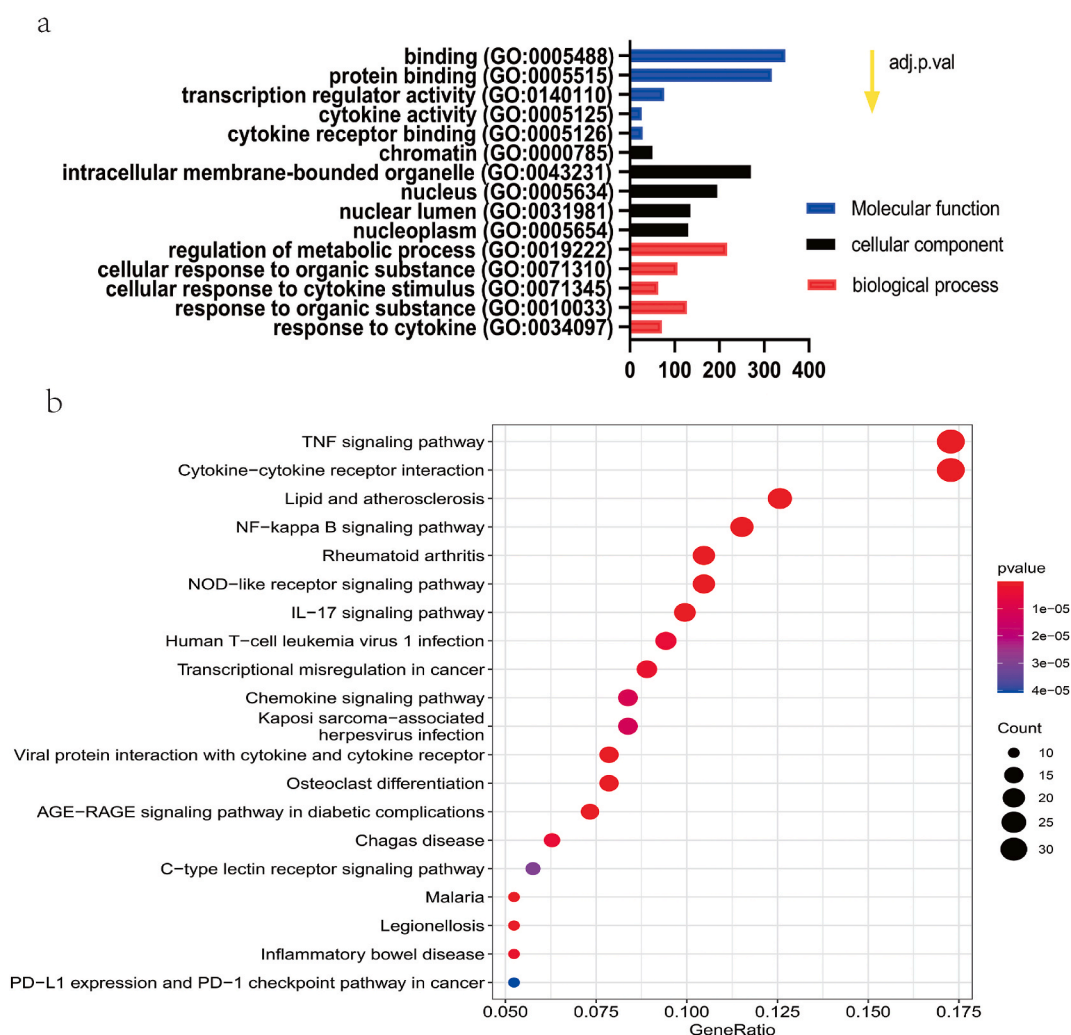 a
binding (GO:0005488)
protein binding (GO:0005515)
transcription regulator activity (GO:0140110)
cytokine activity (GO:0005125)
cytokine receptor binding (GO:0005126)
chromatin (GO:0000785)
intracellular membrane-bounded organelle (GO:0043231)
nucleus (GO:0005634)
nuclear lumen (GO:0031981)
nucleoplasm (GO:0005654)
regulation of metabolic process (GO:0019222)
cellular response to organic substance (GO:0071310)
cellular response to cytokine stimulus (GO:0071345)
response to organic substance (GO:0010033)
response to cytokine (GO:0034097)
0 100 200 300 400
adj.p.val
Molecular function
cellular component
biological process
b
TNF signaling pathway
Cytokine−cytokine receptor interaction
Lipid and atherosclerosis
NF−kappa B signaling pathway
Rheumatoid arthritis
NOD−like receptor signaling pathway
IL−17 signaling pathway
Human T−cell leukemia virus 1 infection
Transcriptional misregulation in cancer
Chemokine signaling pathway
Kaposi sarcoma−associated
herpesvirus infection
Viral protein interaction with cytokine and cytokine receptor
Osteoclast differentiation
AGE−RAGE signaling pathway in diabetic complications
Chagas disease
C−type lectin receptor signaling pathway
Malaria
Legionellosis
Inflammatory bowel disease
PD−L1 expression and PD−1 checkpoint pathway in cancer
0.050 0.075 0.100 0.125 0.150 0.175
GeneRatio
pvalue
1e−05
2e−05
3e−05
4e−05
Count
10
15
20
25
30